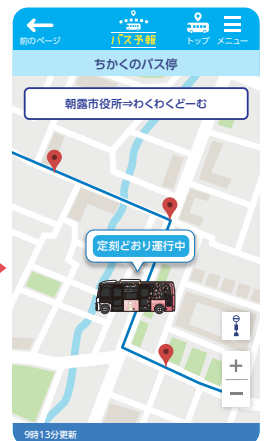 前のページ
バス予報
トップ
メニュー
ちかくのバス停
朝露市役所⇒わくわくどーむ
定刻どおり運行中
+
−
9時13分更新